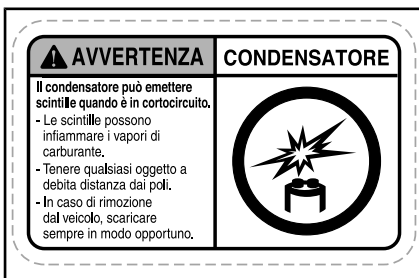 AVVERTENZA
CONDENSATORE
Il condensatore può emettere
scintille quando è in cortocircuito.
- Le scintille possono
infiammare i vapori di
carburante.
- Tenere qualsiasi oggetto a
debita distanza dai poli.
- In caso di rimozione
dal veicolo, scaricare
sempre in modo opportuno.